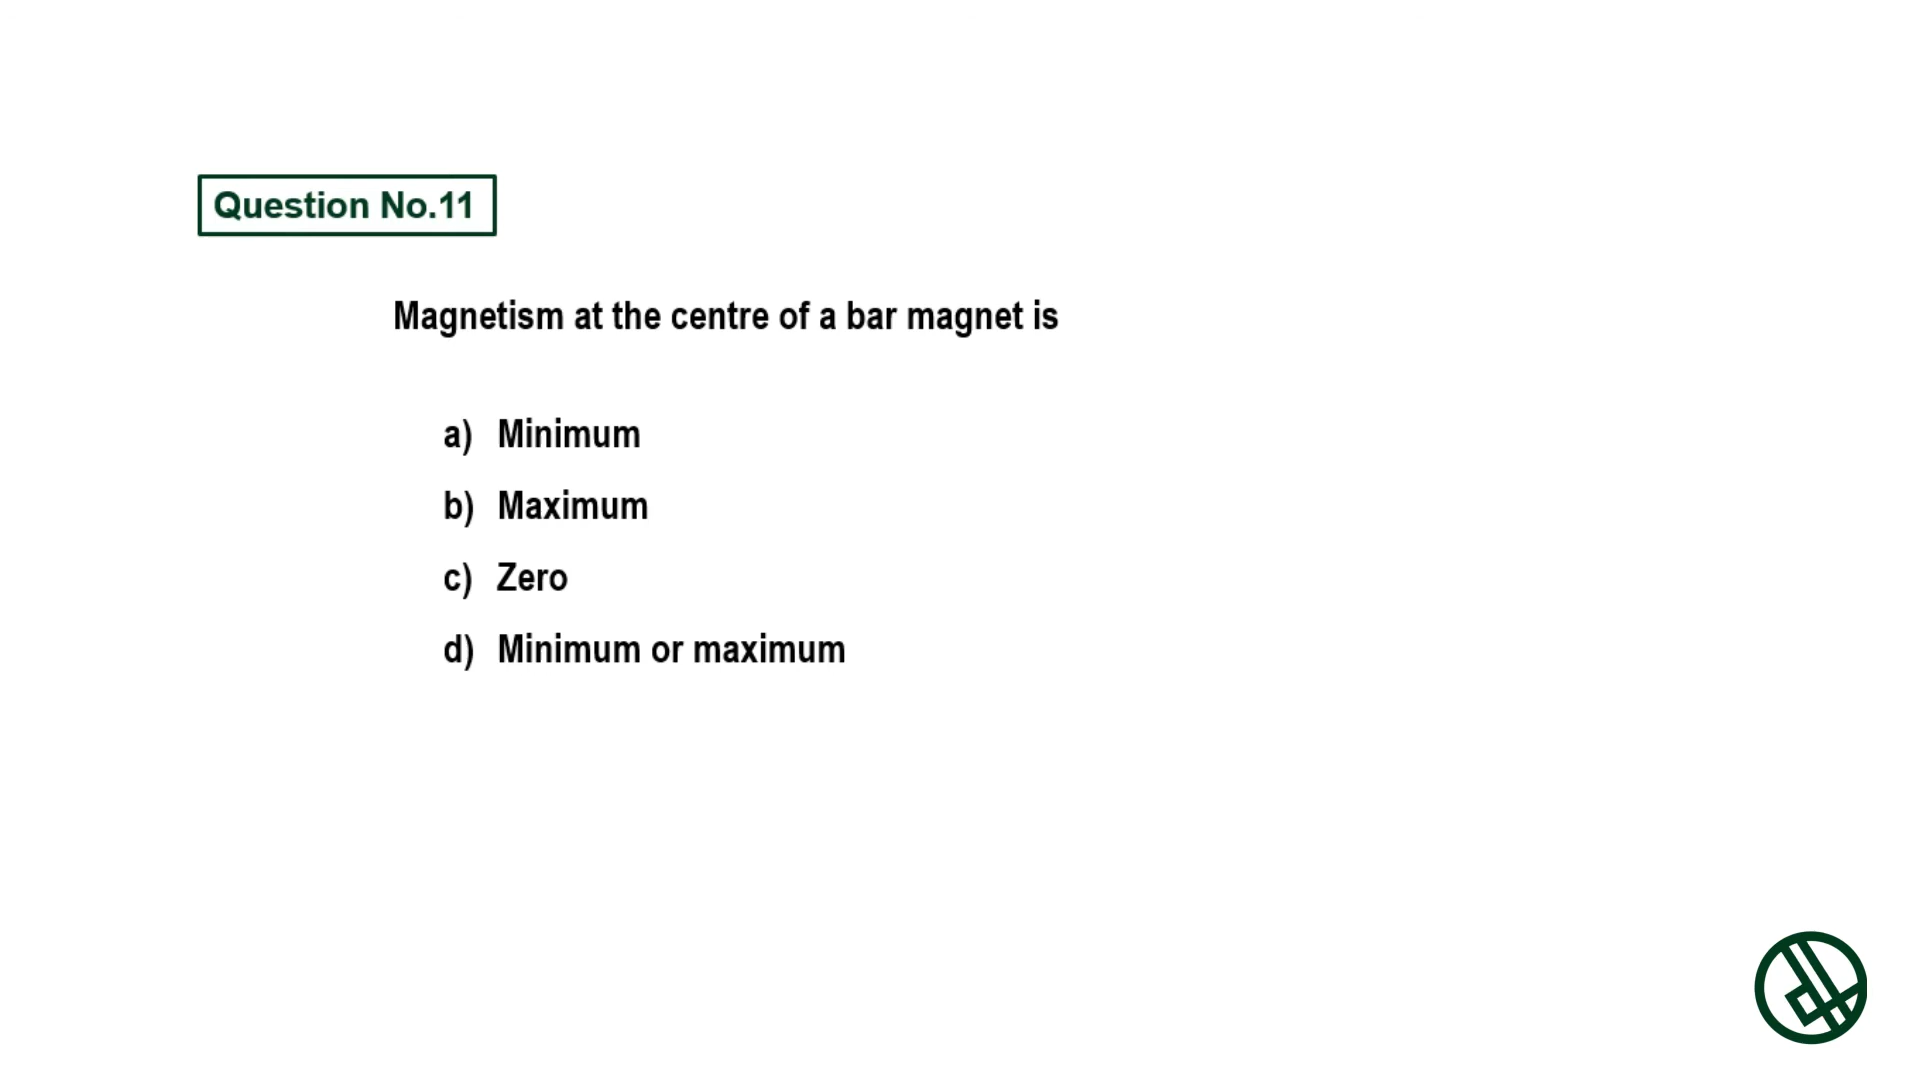 Question No.11
Magnetism at the centre of a bar magnet is
a) Minimum
b) Maximum
c) Zero
d) Minimum or maximum